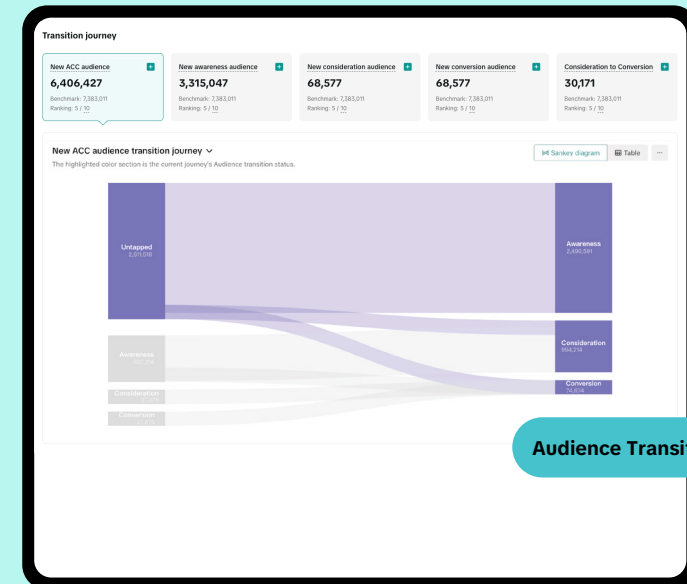 Transition journey
New ACC audience
6,406,427
Benchmark: 7,383,011
Ranking: 5 / 10
New awareness audience
3,315,047
Benchmark: 7,383,011
Ranking: 5 / 10
New consideration audience
68,577
Benchmark: 7,383,011
Ranking: 5 / 10
New conversion audience
68,577
Benchmark: 7,383,011
Ranking: 5 / 10
Consideration to Conversion
30,171
Benchmark: 7,383,011
Ranking: 5 / 10
New ACC audience transition journey
Sankey diagram
Table
The highlighted color section is the current journey's Audience transition status.
Untapped
Awareness
2,490,591
Consideration
994,214
Conversion
74,674
Awareness
Consideration
Conversion
Audience Transi